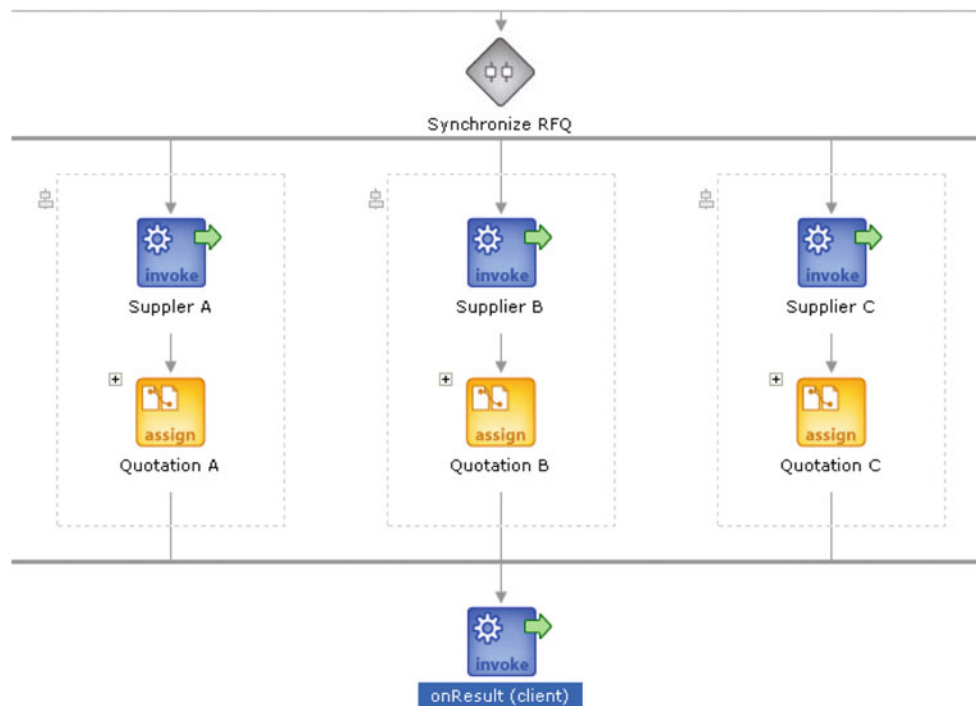 Synchronize RFQ
invoke
invoke
invoke
Suppler A
Supplier B
Supplier C
assign
assign
assign
Quotation A
Quotation B
Quotation C
invoke
onResult (client)